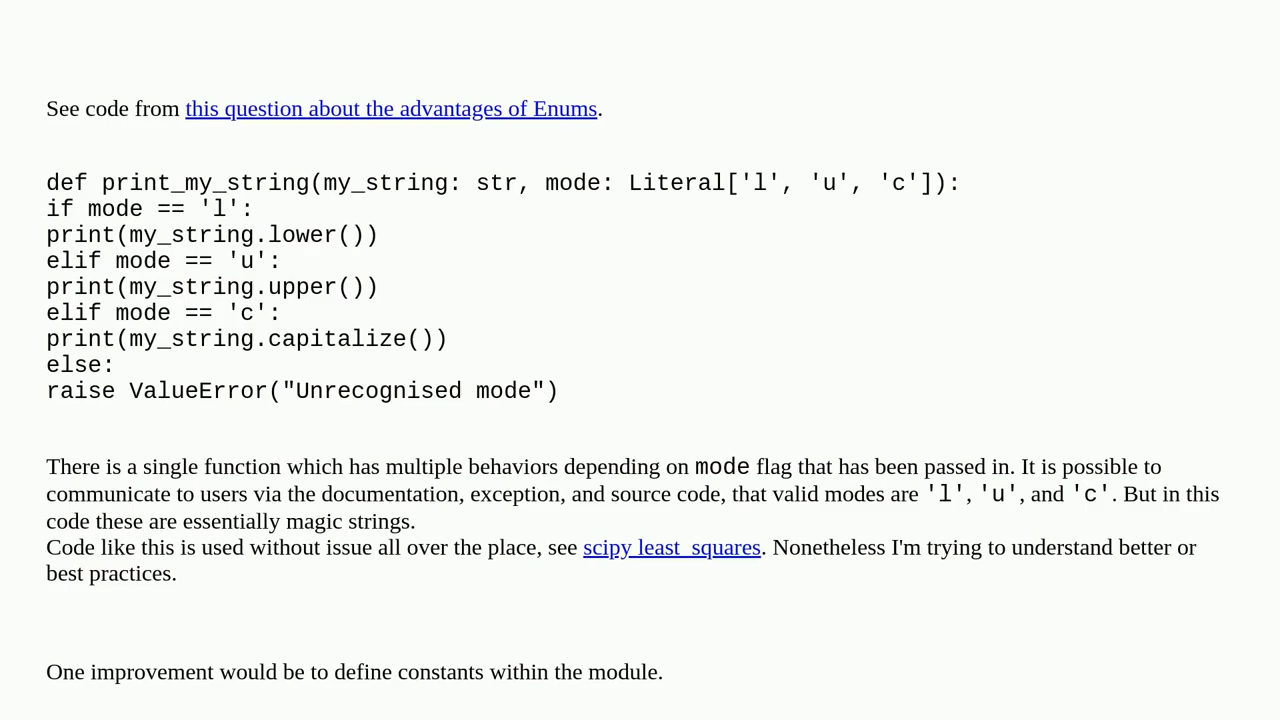 See code from this question about the advantages of Enums.
def print_my_string(my_string: str, mode: Literal['l', 'u', 'c']):
if mode == 'l':
print(my_string.lower())
elif mode == 'u':
print(my_string.upper())
elif mode == 'c':
print(my_string.capitalize())
else:
raise ValueError("Unrecognised mode")
There is a single function which has multiple behaviors depending on mode flag that has been passed in. It is possible to
communicate to users via the documentation, exception, and source code, that valid modes are 'l', 'u', and 'c'. But in this
code these are essentially magic strings.
Code like this is used without issue all over the place, see scipy least_squares. Nonetheless I'm trying to understand better or
best practices.
One improvement would be to define constants within the module.